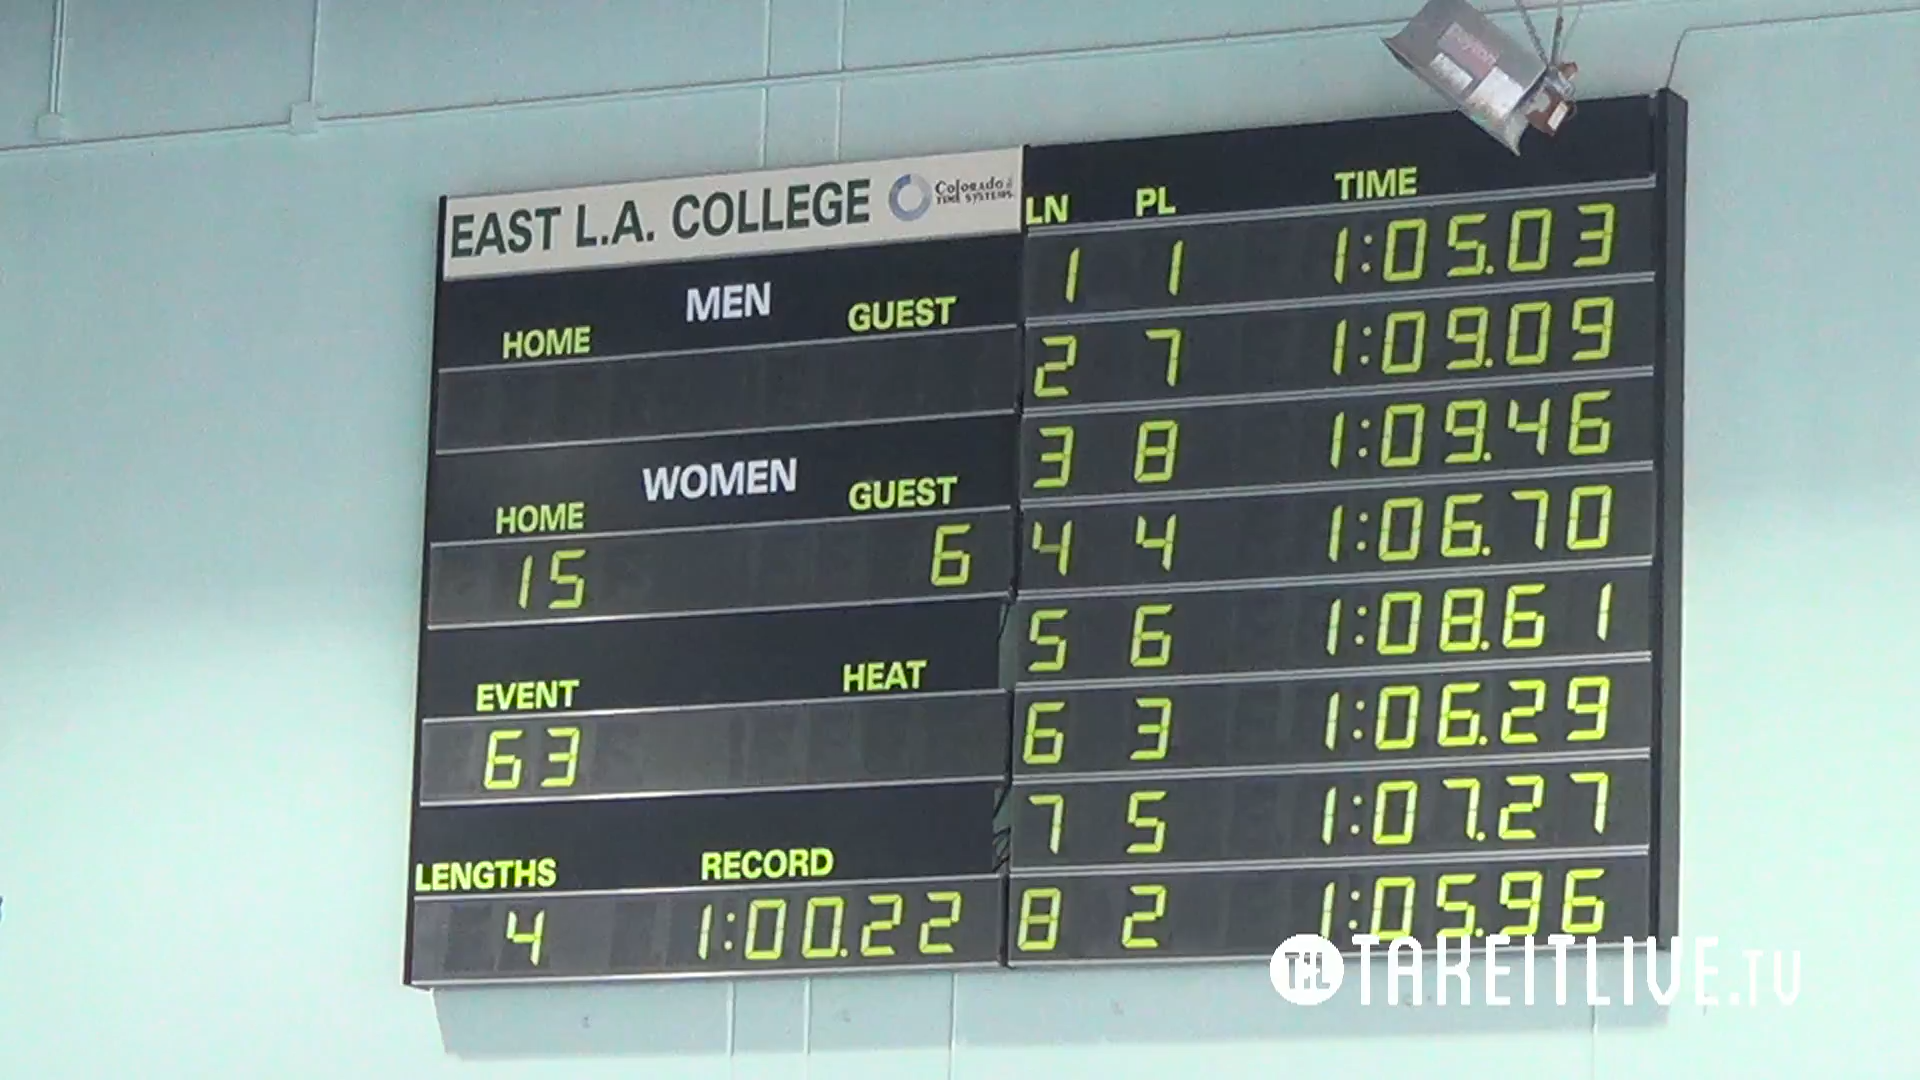 EAST L.A. COLLEGE
Colorado
TIME SYSTEMS
MEN
HOME GUEST
WOMEN
HOME GUEST
15 6
EVENT HEAT
63
LENGTHS RECORD
4 1:00.22
LN PL TIME
1 1 1:05.03
2 7 1:09.09
3 8 1:09.46
4 4 1:06.70
5 6 1:08.61
6 3 1:06.29
7 5 1:07.27
8 2 1:05.96
TAKEITLIVE.TV